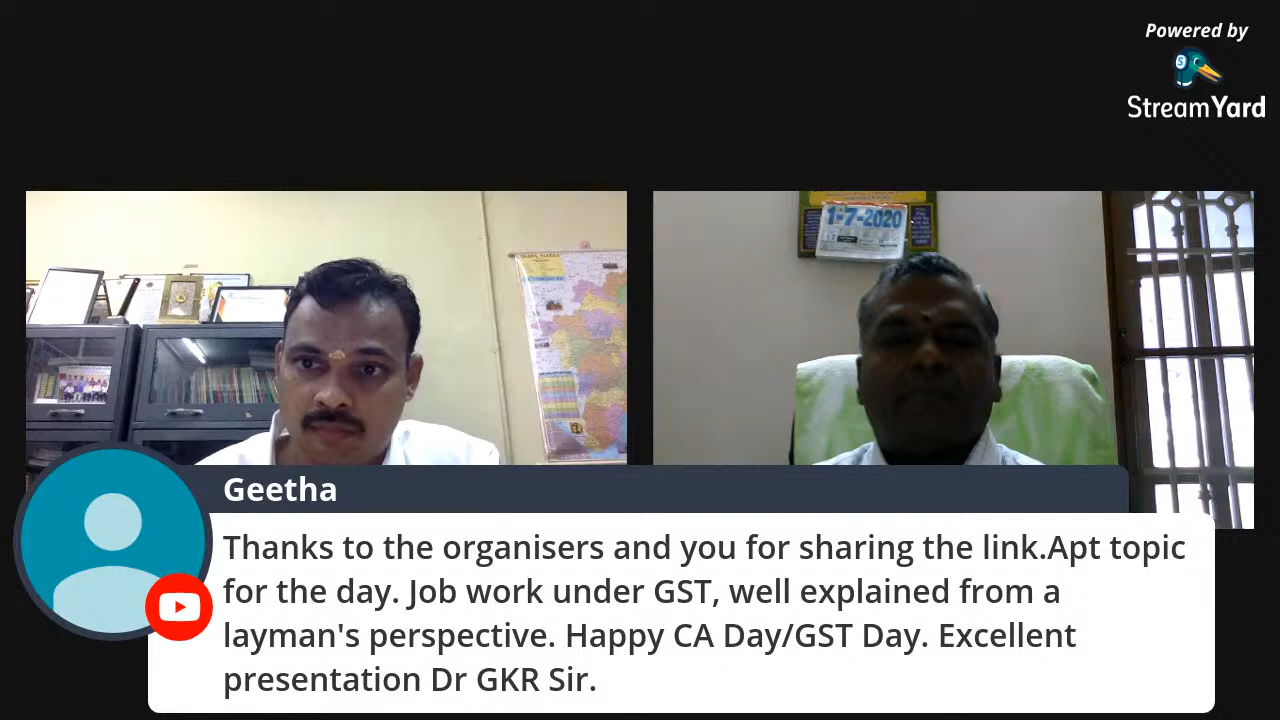 Powered by
StreamYard
1-7-2020
TAMIL NADU
Geetha
Thanks to the organisers and you for sharing the link.Apt topic
for the day. Job work under GST, well explained from a
layman's perspective. Happy CA Day/GST Day. Excellent
presentation Dr GKR Sir.